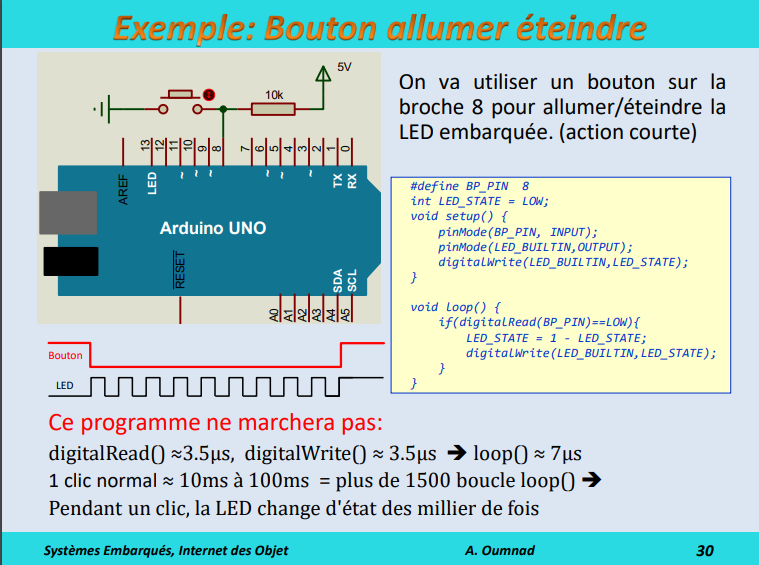 Exemple: Bouton allumer éteindre
5V
10k
On va utiliser un bouton sur la
broche 8 pour allumer/éteindre la
LED embarquée. (action courte)
13
12
11
10
9
8
7
6
5
4
3
2
1
0
AREF
LED
~
~
~
~
~
~
TX
RX
Arduino UNO
RESET
SDA
SCL
A0
A1
A2
A3
A4
A5
#define BP_PIN  8
int LED_STATE = LOW;
void setup() {
    pinMode(BP_PIN, INPUT);
    pinMode(LED_BUILTIN,OUTPUT);
    digitalWrite(LED_BUILTIN,LED_STATE);
}
void loop() {
    if(digitalRead(BP_PIN)==LOW){
        LED_STATE = 1 - LED_STATE;
        digitalWrite(LED_BUILTIN,LED_STATE);
    }
}
Bouton
LED
Ce programme ne marchera pas:
digitalRead() ≈3.5µs,  digitalWrite() ≈ 3.5µs ➔ loop() ≈ 7µs
1 clic normal ≈ 10ms à 100ms  = plus de 1500 boucle loop() ➔
Pendant un clic, la LED change d'état des millier de fois
Systèmes Embarqués, Internet des Objet
A. Oumnad
30